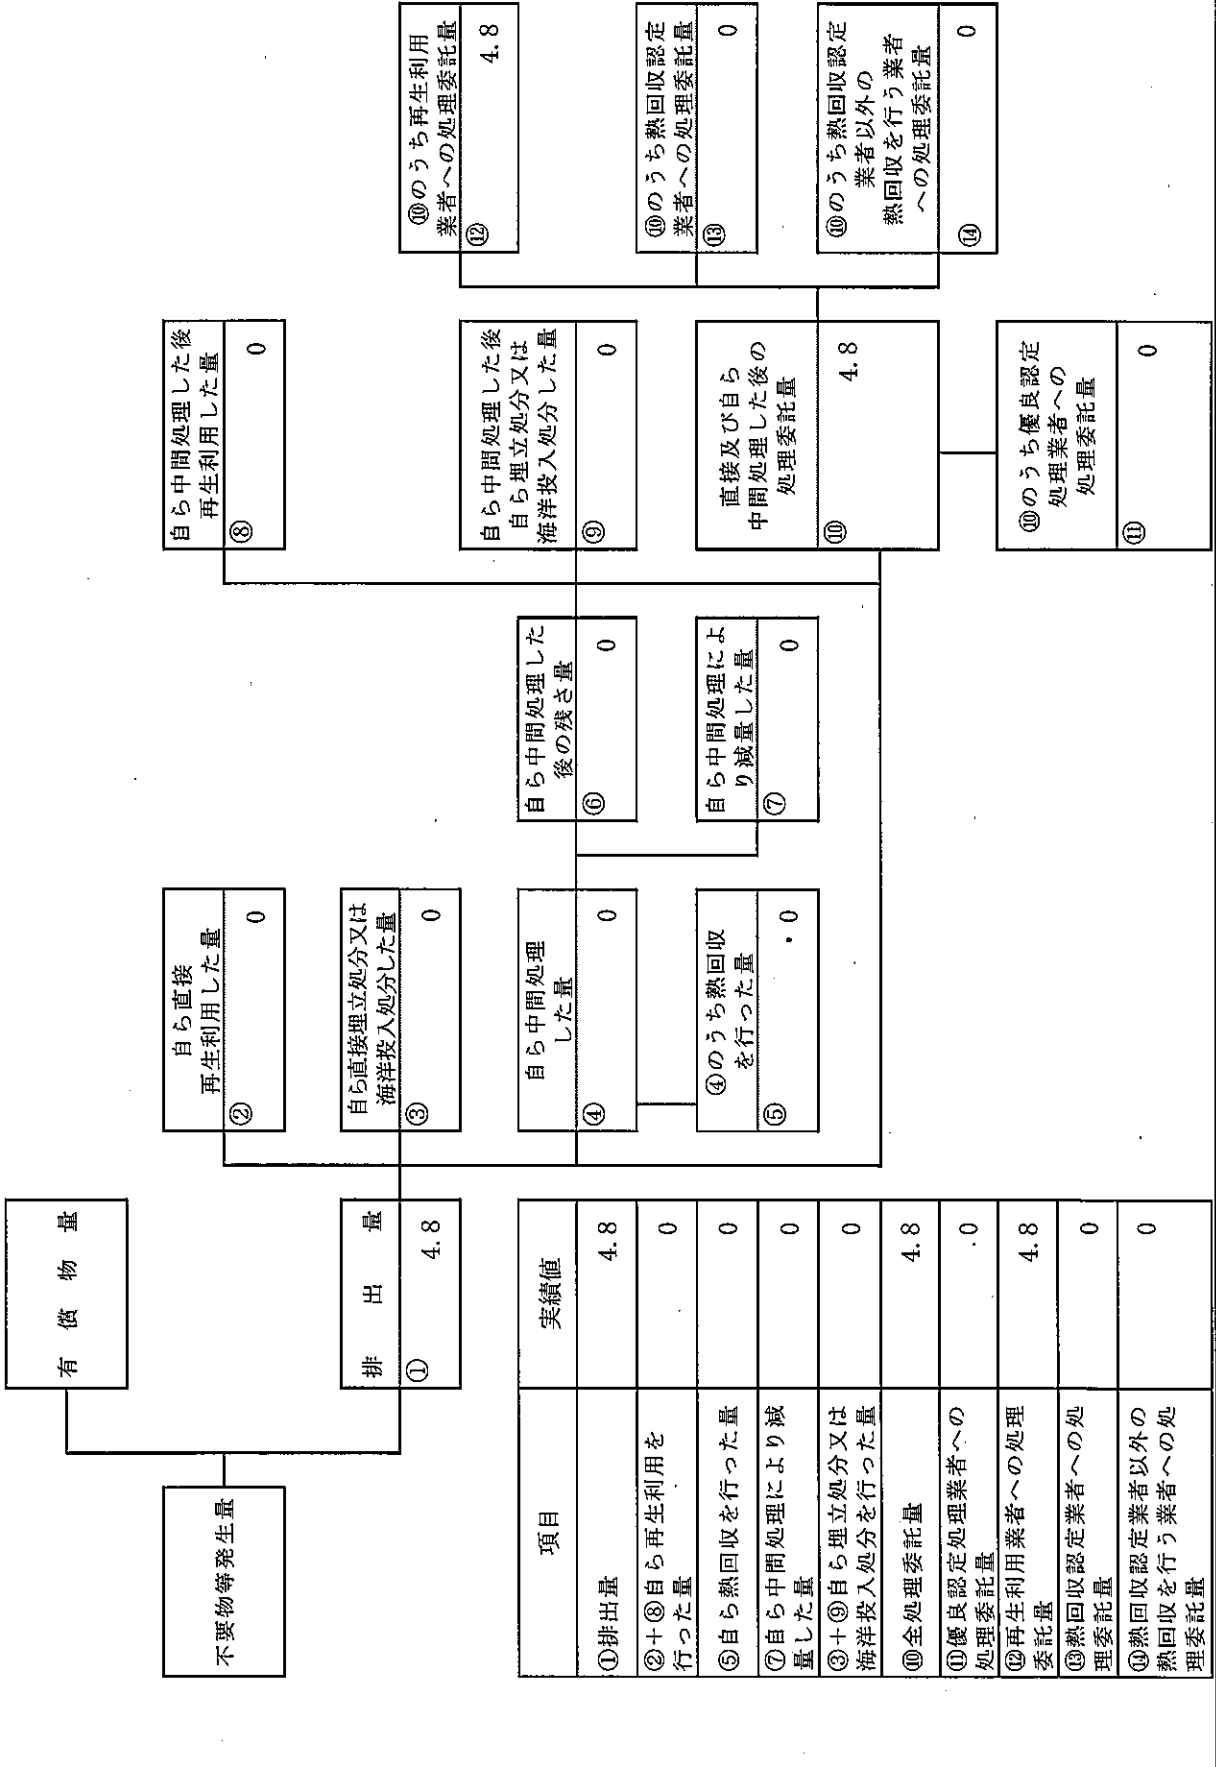 有償物量
不要物等発生量
排出量
① 4.8
自ら直接
再生利用した量
② 0
自ら直接埋立処分又は
海洋投入処分した量
③ 0
自ら中間処理
した量
④ 0
④のうち熱回収
を行った量
⑤ 0
自ら中間処理した
後の残さ量
⑥ 0
自ら中間処理によ
り減量した量
⑦ 0
自ら中間処理した後
再生利用した量
⑧ 0
自ら中間処理した後
自ら埋立処分又は
海洋投入処分した量
⑨ 0
直接及び自ら
中間処理した後の
処理委託量
⑩ 4.8
⑩のうち優良認定
処理業者への
処理委託量
⑪ 0
⑩のうち再生利用
業者への処理委託量
⑫ 4.8
⑩のうち熱回収認定
業者への処理委託量
⑬ 0
⑩のうち熱回収認定
業者以外の
熱回収を行う業者
への処理委託量
⑭ 0
項目 実績値
①排出量 4.8
②+⑧自ら再生利用を
行った量 0
⑤自ら熱回収を行った量 0
⑦自ら中間処理により減
量した量 0
③+⑨自ら埋立処分又は
海洋投入処分を行った量 0
⑩全処理委託量 4.8
⑪優良認定処理業者への
処理委託量 0
⑫再生利用業者への処理
委託量 4.8
⑬熱回収認定業者への処
理委託量 0
⑭熱回収認定業者以外の
熱回収を行う業者への処
理委託量 0